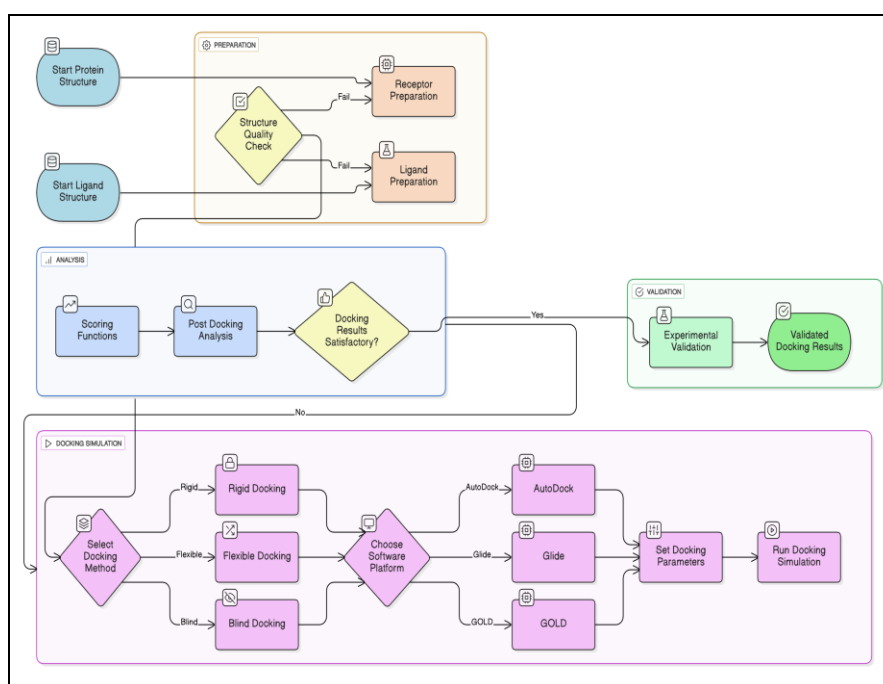 PREPARATION
Start Protein
Structure
Receptor
Preparation
Fail
Structure
Quality
Check
Fail
Start Ligand
Structure
Ligand
Preparation
ANALYSIS
Scoring
Functions
Post Docking
Analysis
Docking
Results
Satisfactory?
Yes
VALIDATION
Experimental
Validation
Validated
Docking Results
No
DOCKING SIMULATION
Select
Docking
Method
Rigid
Rigid Docking
Flexible
Flexible Docking
Blind
Blind Docking
Choose
Software
Platform
AutoDock
AutoDock
Glide
Glide
GOLD
GOLD
Set Docking
Parameters
Run Docking
Simulation